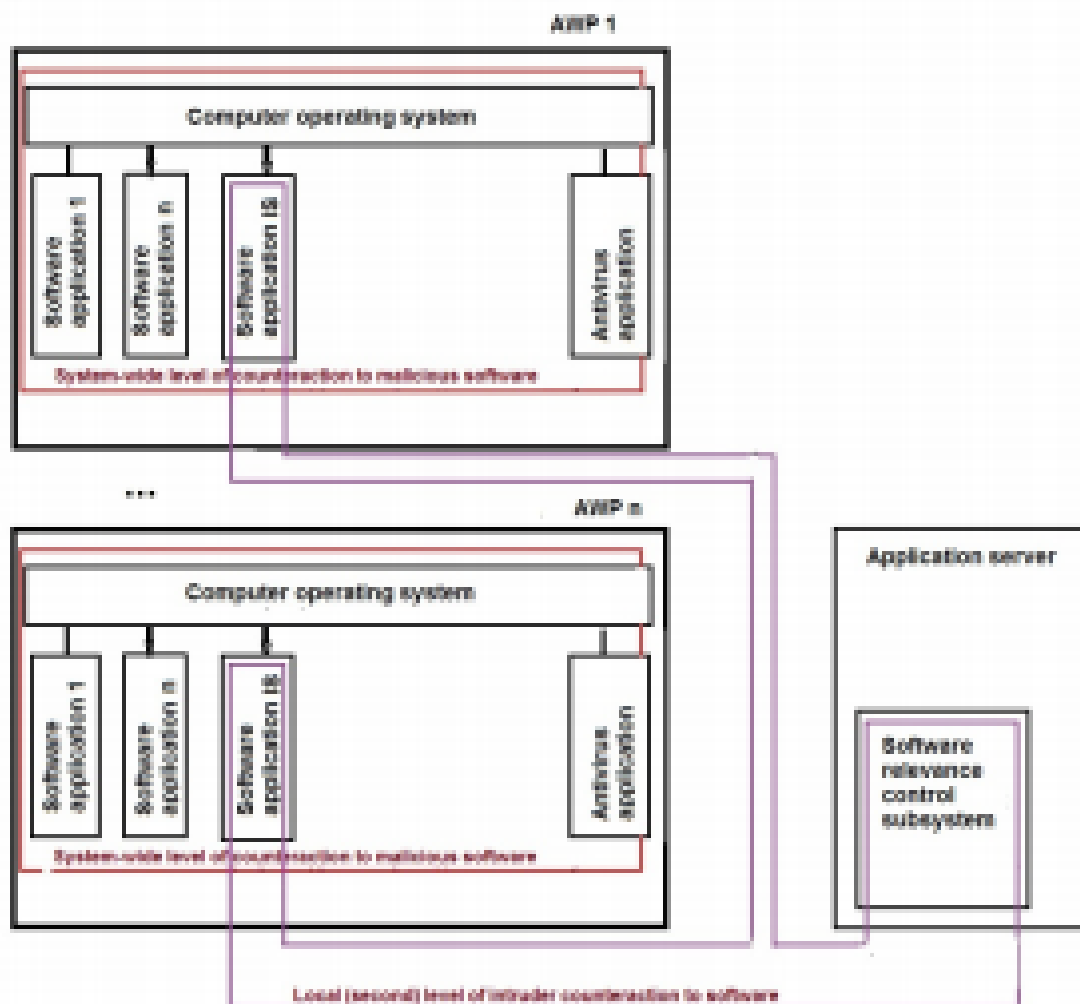 AWP 1
Computer operating system
Software
application 1
Software
application n
Software
application IS
Antivirus
application
System-wide level of counteraction to malicious software
...
AWP n
Computer operating system
Software
application 1
Software
application n
Software
application IS
Antivirus
application
System-wide level of counteraction to malicious software
Application server
Software
relevance
control
subsystem
Local (second) level of intruder counteraction to software